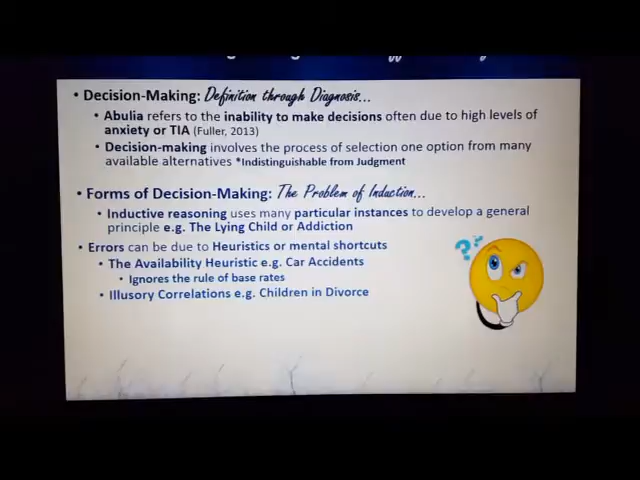 • Decision-Making: Definition through Diagnosis...
• Abulia refers to the inability to make decisions often due to high levels of
anxiety or TIA (Fuller, 2013)
• Decision-making involves the process of selection one option from many
available alternatives *Indistinguishable from Judgment
• Forms of Decision-Making: The Problem of Induction...
• Inductive reasoning uses many particular instances to develop a general
principle e.g. The Lying Child or Addiction
• Errors can be due to Heuristics or mental shortcuts
• The Availability Heuristic e.g. Car Accidents
• Ignores the rule of base rates
• Illusory Correlations e.g. Children in Divorce
??